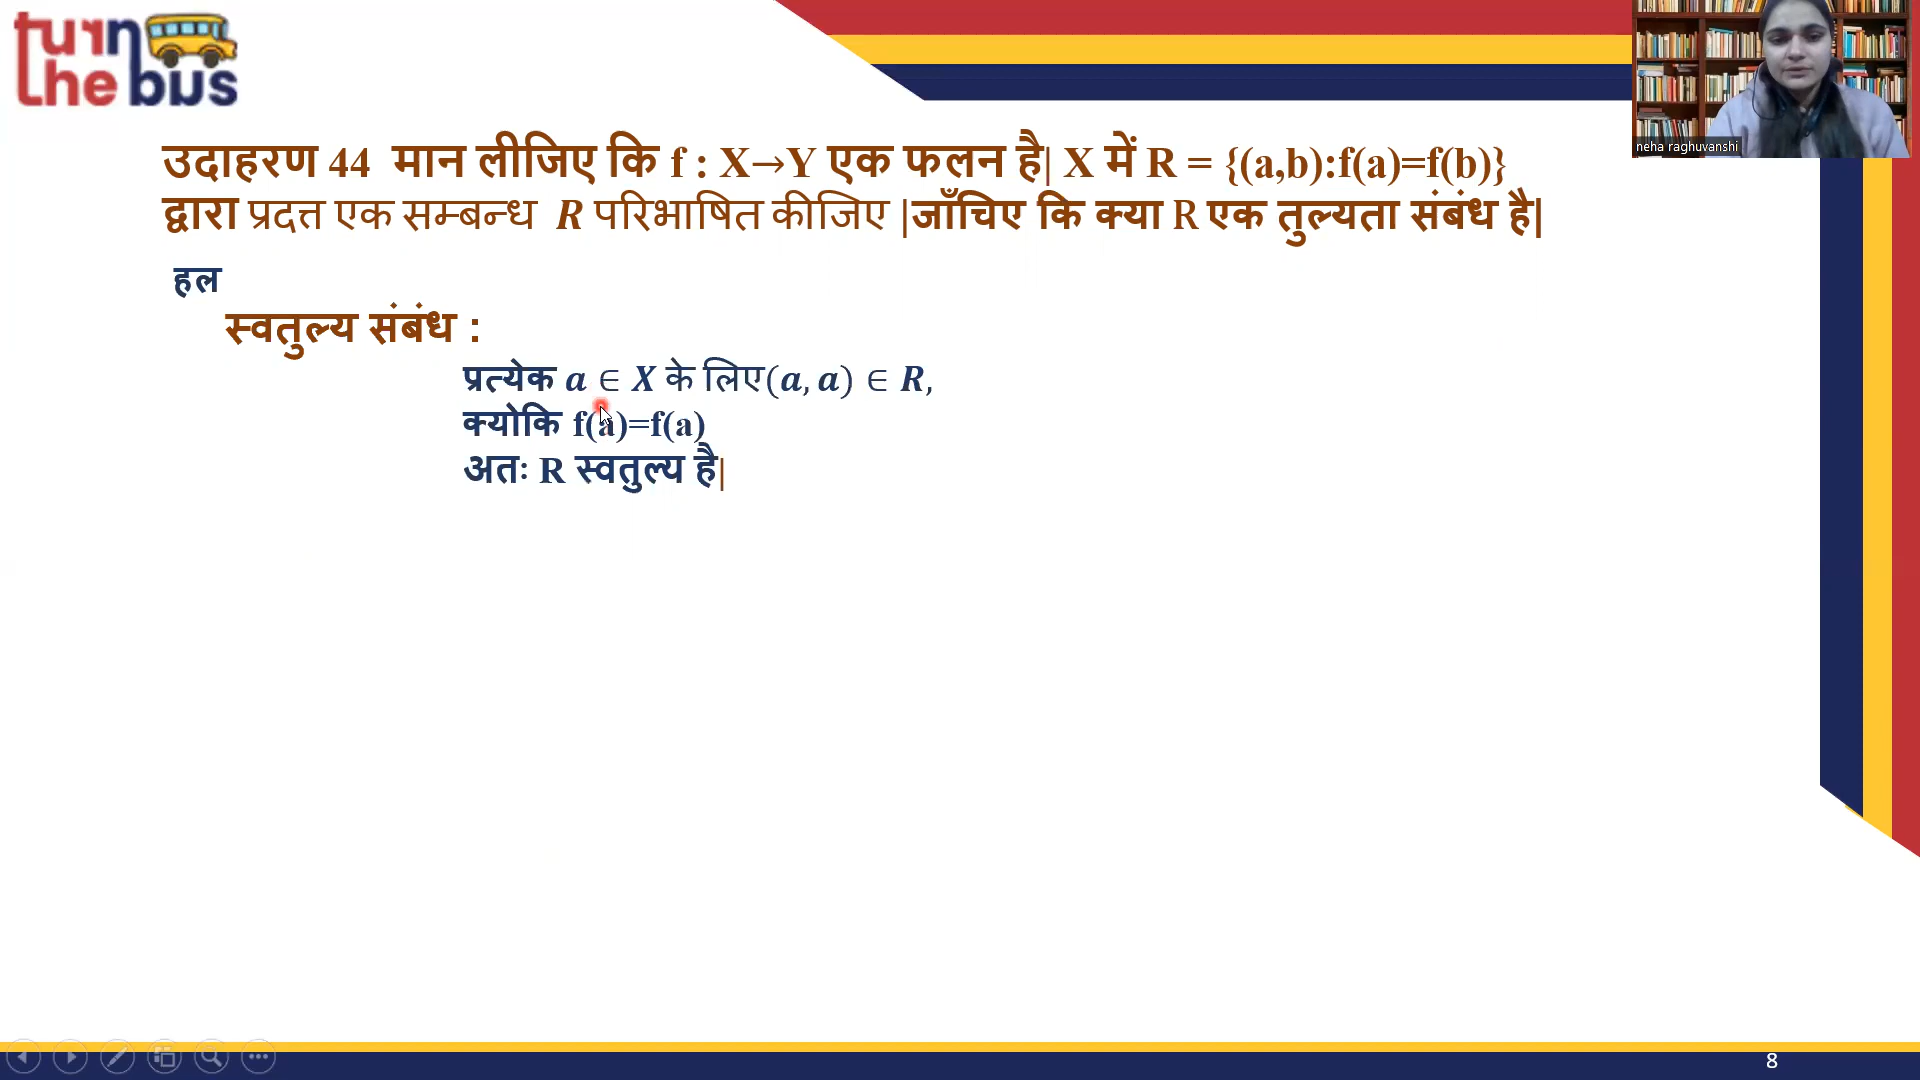 turn
the bus
neha raghuvanshi
उदाहरण 44 मान लीजिए कि f : X→Y एक फलन है| X में R = {(a,b):f(a)=f(b)}
द्वारा प्रदत्त एक सम्बन्ध R परिभाषित कीजिए |जाँचिए कि क्या R एक तुल्यता संबंध है|
हल
स्वतुल्य संबंध :
प्रत्येक a ∈ X के लिए(a, a) ∈ R,
क्योकि f(a)=f(a)
अतः R स्वतुल्य है|
8